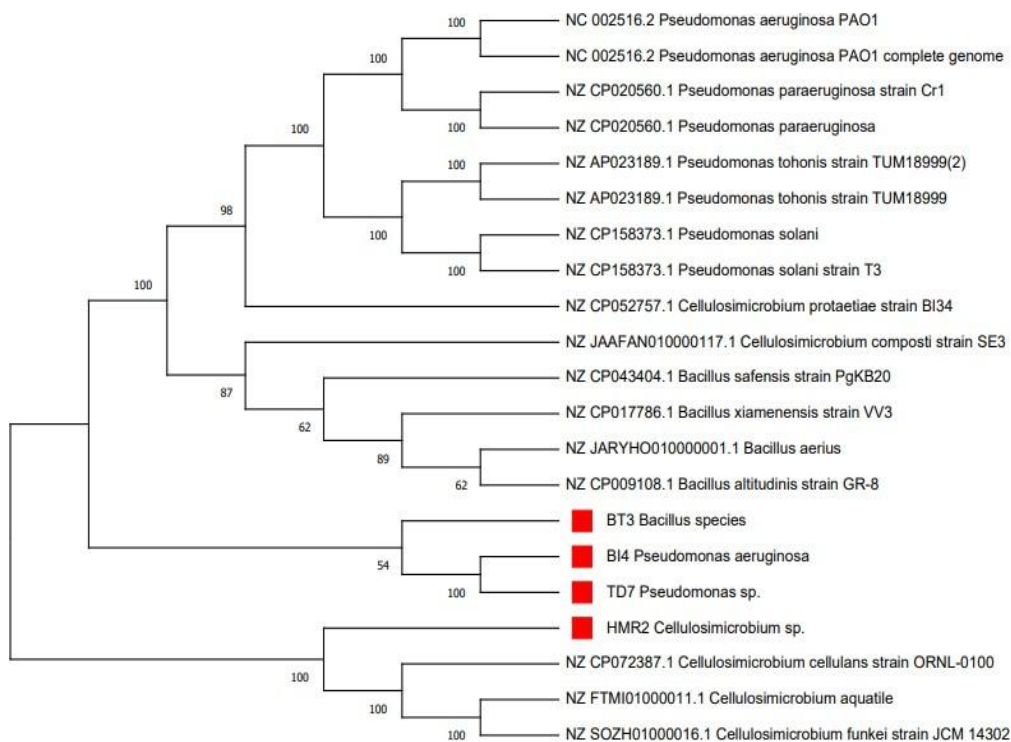 NC 002516.2 Pseudomonas aeruginosa PAO1
100
NC 002516.2 Pseudomonas aeruginosa PAO1 complete genome
100
NZ CP020560.1 Pseudomonas paraeruginosa strain Cr1
100
NZ CP020560.1 Pseudomonas paraeruginosa
100
NZ AP023189.1 Pseudomonas tohonis strain TUM18999(2)
100
NZ AP023189.1 Pseudomonas tohonis strain TUM18999
98
100
NZ CP158373.1 Pseudomonas solani
100
NZ CP158373.1 Pseudomonas solani strain T3
100
NZ CP052757.1 Cellulosimicrobium protaetiae strain BI34
NZ JAAFAN010000117.1 Cellulosimicrobium composti strain SE3
NZ CP043404.1 Bacillus safensis strain PgKB20
87
NZ CP017786.1 Bacillus xiamenensis strain VV3
62
NZ JARYHO010000001.1 Bacillus aerius
89
NZ CP009108.1 Bacillus altitudinis strain GR-8
62
BT3 Bacillus species
BI4 Pseudomonas aeruginosa
54
TD7 Pseudomonas sp.
100
HMR2 Cellulosimicrobium sp.
NZ CP072387.1 Cellulosimicrobium cellulans strain ORNL-0100
100
NZ FTMI01000011.1 Cellulosimicrobium aquatile
100
NZ SOZH01000016.1 Cellulosimicrobium funkei strain JCM 14302
100